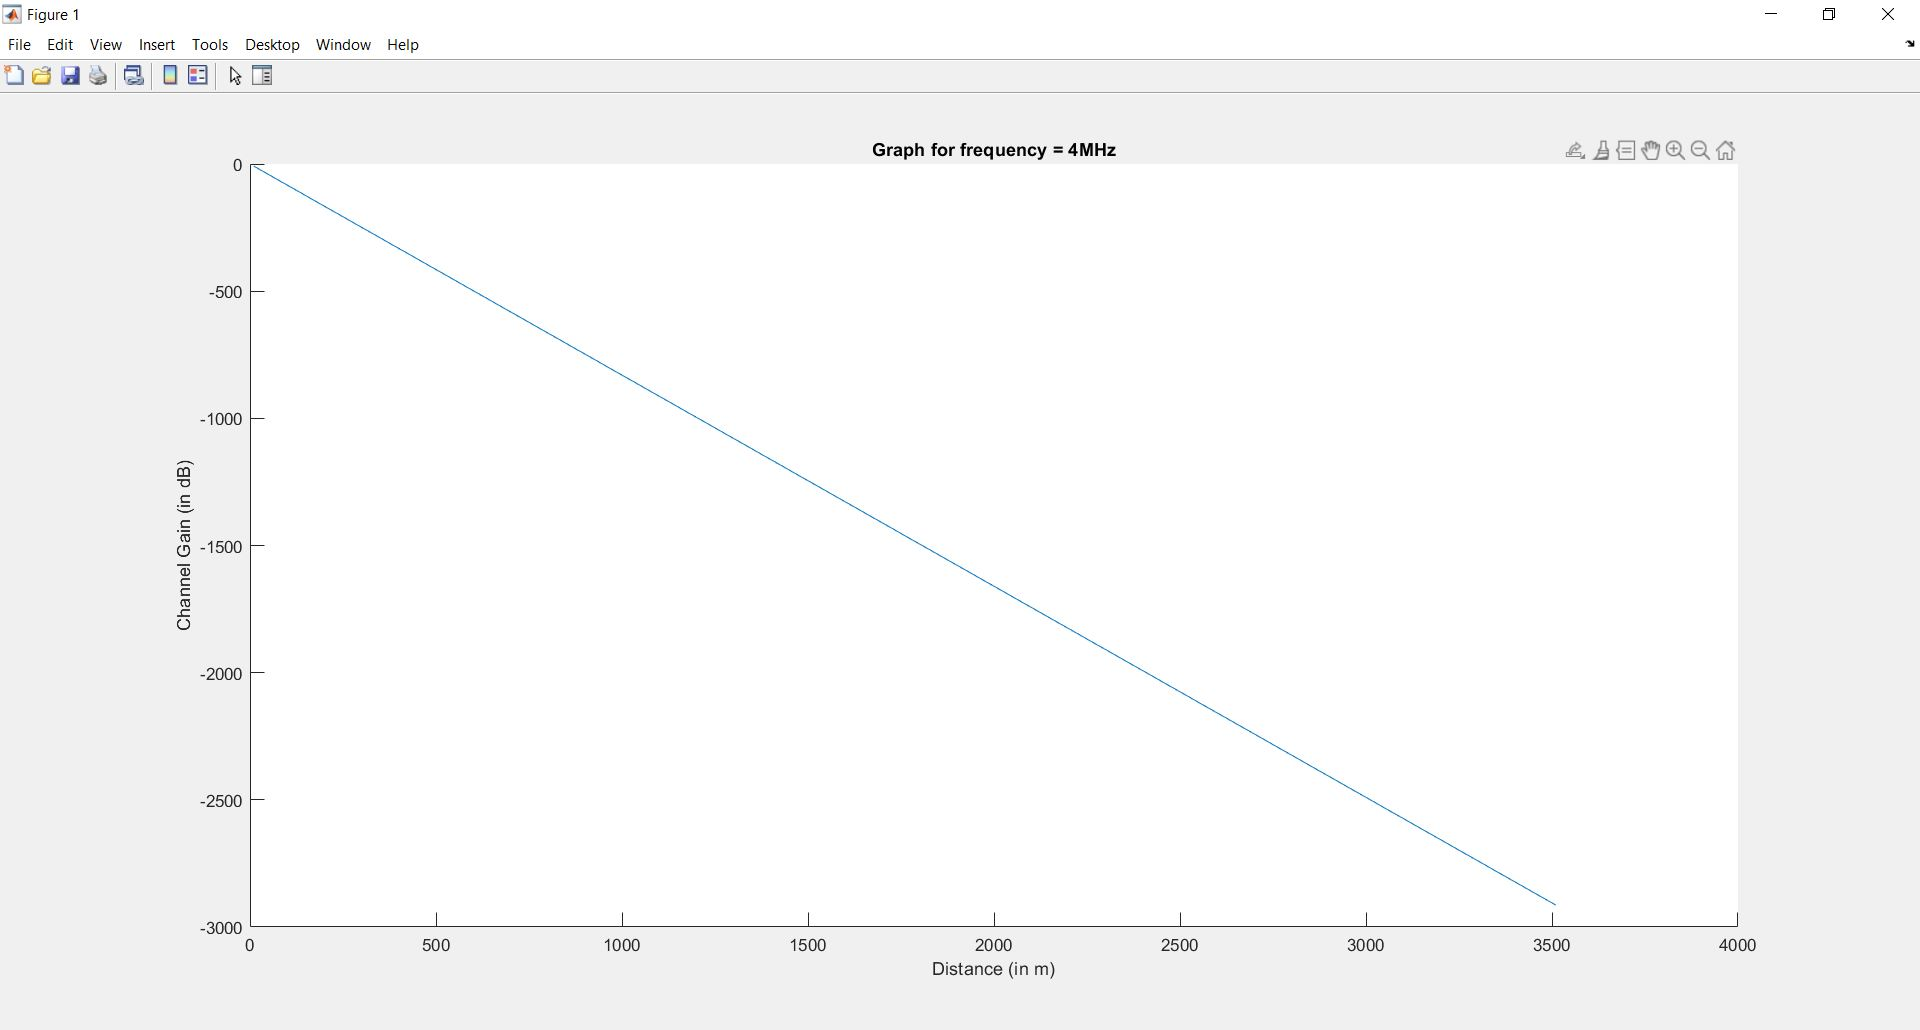 Figure 1
File Edit View Insert Tools Desktop Window Help
Graph for frequency = 4MHz
0
-500
-1000
-1500
-2000
-2500
-3000
Channel Gain (in dB)
0 500 1000 1500 2000 2500 3000 3500 4000
Distance (in m)